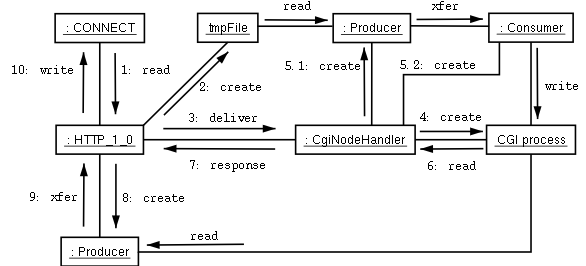 read
xfer
: CONNECT
tmpFile
: Producer
: Consumer
10: write
1: read
2: create
5.1: create
5.2: create
write
3: deliver
4: create
: HTTP_1_0
: CgiNodeHandler
CGI process
7: response
6: read
9: xfer
8: create
read
: Producer